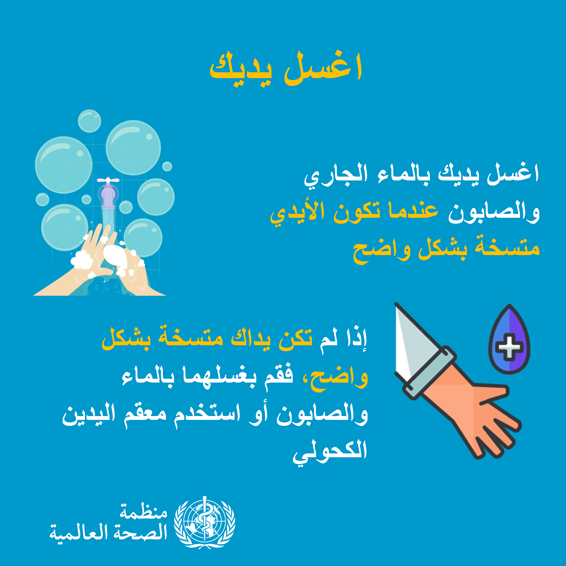 اغسل يديك
اغسل يديك بالماء الجاري
والصابون عندما تكون الأيدي
متسخة بشكل واضح
إذا لم تكن يداك متسخة بشكل
واضح، فقم بغسلهما بالماء
والصابون أو استخدم معقم اليدين
الكحولي
منظمة
الصحة العالمية